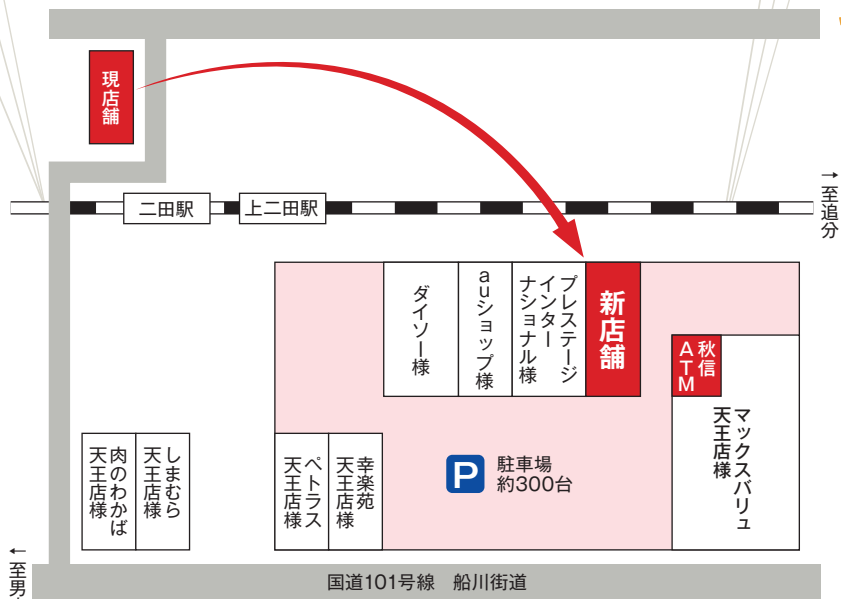 現店舗
二田駅
上二田駅
→至追分
ダイソー様
auショップ様
プレステージ
インター
ナショナル様
新店舗
秋信
ATM
マックスバリュ
天王店様
しまむら
天王店様
肉のわかば
天王店様
ペトラス
天王店様
幸楽苑
天王店様
P
駐車場
約300台
←至男
国道101号線 船川街道